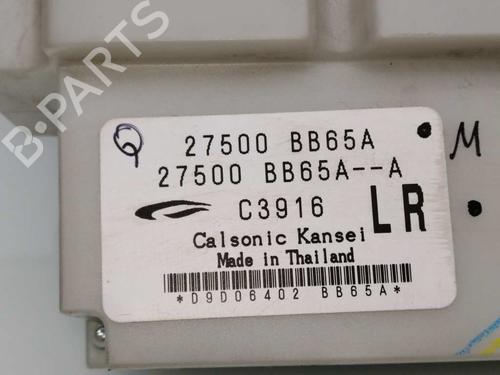 B-PARTS
Q 27500 BB65A
27500 BB65A--A
C3916 LR
Calsonic Kansei
Made in Thailand
*D9D06402 BB65A*
M